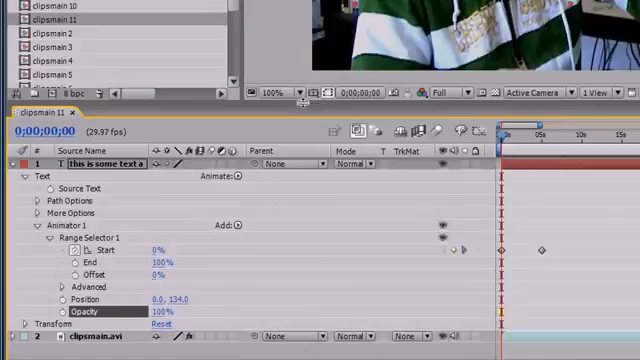 clipsmain 10
clipsmain 11
clipsmain 2
clipsmain 3
clipsmain 4
clipsmain 5
8 bpc
100% 0;00;00;00 Full Active Camera 1 View
clipsmain 11 ×
0;00;00;00 (29.97 fps)
# Source Name Parent Mode TrkMat 0s 05s 10s 15s
1 T this is some text a None Normal
Text Animate:
Source Text
Path Options
More Options
Animator 1 Add:
Range Selector 1
Start 0%
End 100%
Offset 0%
Advanced
Position 0.0, 134.0
Opacity 100%
Transform Reset
2 clipsmain.avi None Normal None